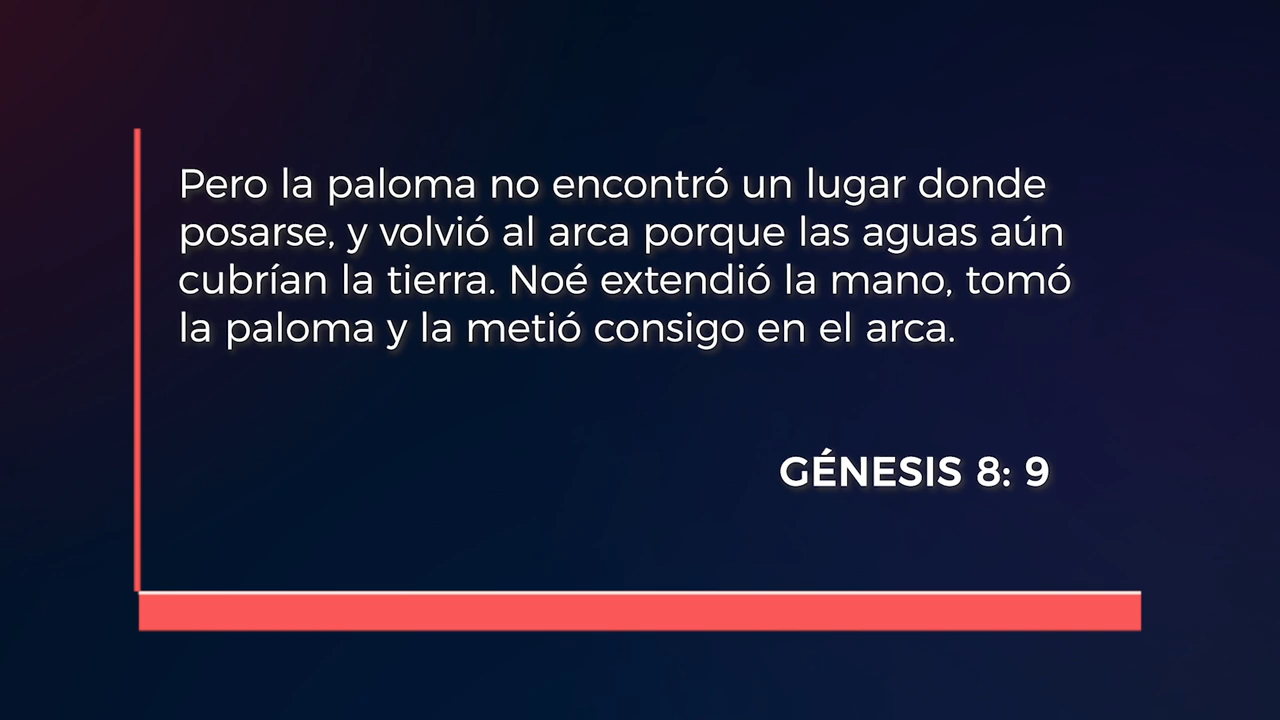 Pero la paloma no encontró un lugar donde
posarse, y volvió al arca porque las aguas aún
cubrían la tierra. Noé extendió la mano, tomó
la paloma y la metió consigo en el arca.
GÉNESIS 8: 9